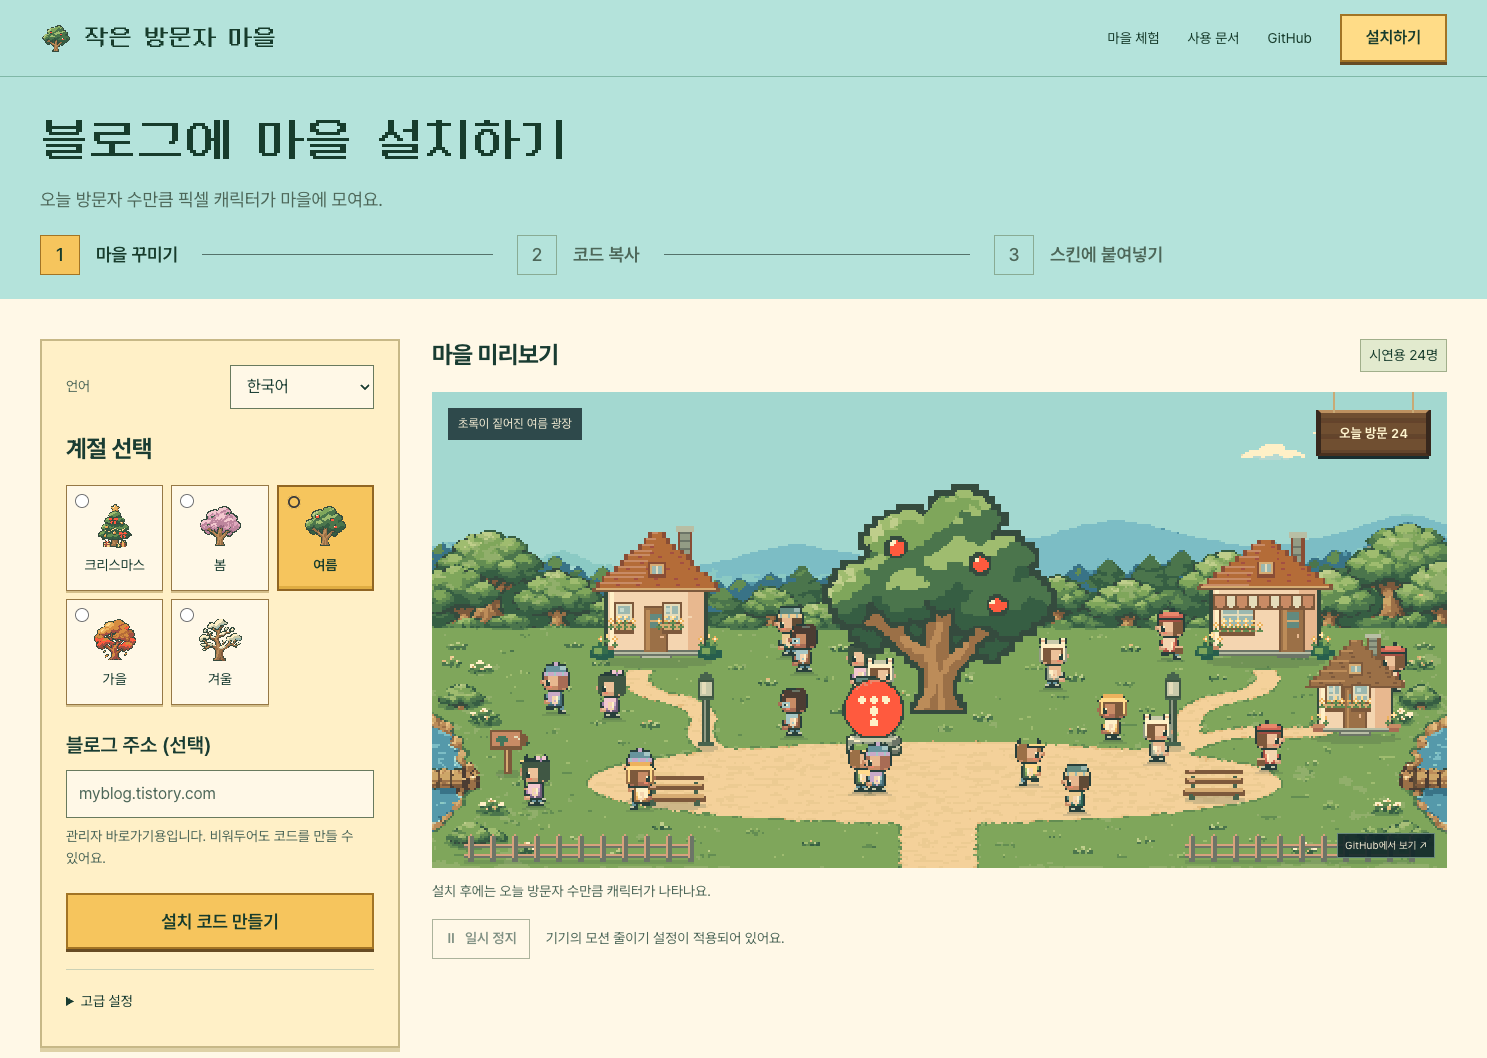 작은 방문자 마을
마을 체험
사용 문서
GitHub
설치하기
블로그에 마을 설치하기
오늘 방문자 수만큼 픽셀 캐릭터가 마을에 모여요.
1 마을 꾸미기
2 코드 복사
3 스킨에 붙여넣기
언어
한국어
계절 선택
크리스마스
봄
여름
가을
겨울
블로그 주소 (선택)
myblog.tistory.com
관리자 바로가기용입니다. 비워두어도 코드를 만들 수
있어요.
설치 코드 만들기
▶ 고급 설정
마을 미리보기
시연용 24명
초록이 짙어진 여름 광장
오늘 방문 24
GitHub에서 보기 ↗
설치 후에는 오늘 방문자 수만큼 캐릭터가 나타나요.
일시 정지
기기의 모션 줄이기 설정이 적용되어 있어요.